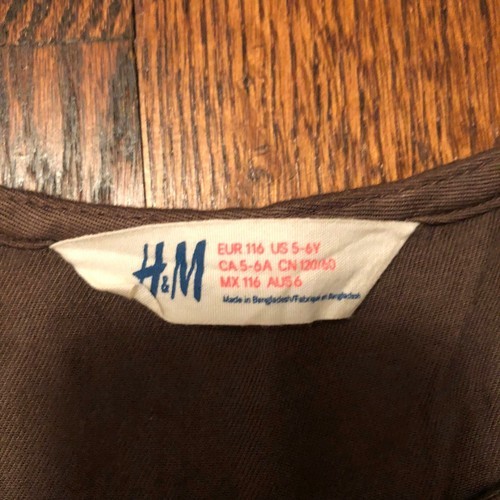 H&M
EUR 116 US 5-6Y
CA 5-6A CN 120/60
MX 116 AUS 6
Made in Bangladesh/Fabriqué en Bangladesh